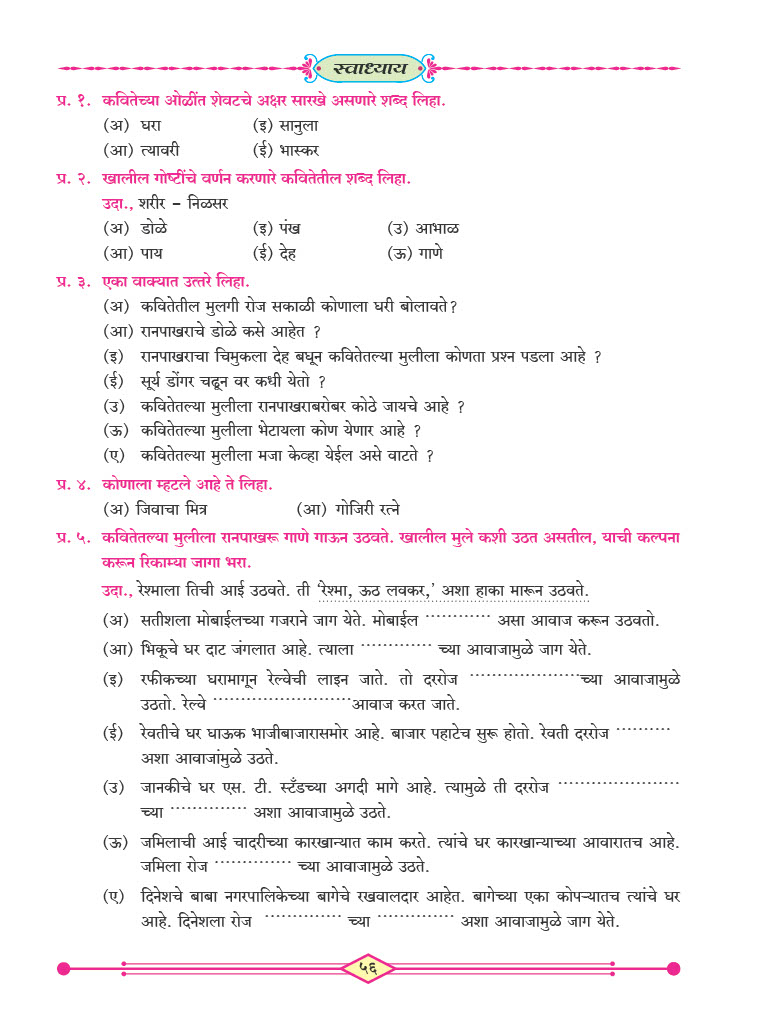 स्वाध्याय
प्र. १. कवितेच्या ओळींत शेवटचे अक्षर सारखे असणारे शब्द लिहा.
(अ) घरा (इ) सानुला
(आ) त्यावरी (ई) भास्कर
प्र. २. खालील गोष्टींचे वर्णन करणारे कवितेतील शब्द लिहा.
उदा., शरीर – निळसर
(अ) डोळे (इ) पंख (उ) आभाळ
(आ) पाय (ई) देह (ऊ) गाणे
प्र. ३. एका वाक्यात उत्तरे लिहा.
(अ) कवितेतील मुलगी रोज सकाळी कोणाला घरी बोलावते?
(आ) रानपाखराचे डोळे कसे आहेत ?
(इ) रानपाखराचा चिमुकला देह बघून कवितेतल्या मुलीला कोणता प्रश्न पडला आहे ?
(ई) सूर्य डोंगर चढून वर कधी येतो ?
(उ) कवितेतल्या मुलीला रानपाखराबरोबर कोठे जायचे आहे ?
(ऊ) कवितेतल्या मुलीला भेटायला कोण येणार आहे ?
(ए) कवितेतल्या मुलीला मजा केव्हा येईल असे वाटते ?
प्र. ४. कोणाला म्हटले आहे ते लिहा.
(अ) जिवाचा मित्र (आ) गोजिरी रत्ने
प्र. ५. कवितेतल्या मुलीला रानपाखरू गाणे गाऊन उठवते. खालील मुले कशी उठत असतील, याची कल्पना
करून रिकाम्या जागा भरा.
उदा., रेश्माला तिची आई उठवते. ती ‘रेश्मा, ऊठ लवकर,’ अशा हाका मारून उठवते.
(अ) सतीशला मोबाईलच्या गजराने जाग येते. मोबाईल ............ असा आवाज करून उठवतो.
(आ) भिकूचे घर दाट जंगलात आहे. त्याला ............. च्या आवाजामुळे जाग येते.
(इ) रफीकच्या घरामागून रेल्वेची लाइन जाते. तो दररोज ....................च्या आवाजामुळे
उठतो. रेल्वे .........................आवाज करत जाते.
(ई) रेवतीचे घर घाऊक भाजीबाजारासमोर आहे. बाजार पहाटेच सुरू होतो. रेवती दररोज ..........
अशा आवाजांमुळे उठते.
(उ) जानकीचे घर एस. टी. स्टँडच्या अगदी मागे आहे. त्यामुळे ती दररोज ......................
च्या .............. अशा आवाजामुळे उठते.
(ऊ) जमिलाची आई चादरीच्या कारखान्यात काम करते. त्यांचे घर कारखान्याच्या आवारातच आहे.
जमिला रोज .............. च्या आवाजामुळे उठते.
(ए) दिनेशचे बाबा नगरपालिकेच्या बागेचे रखवालदार आहेत. बागेच्या एका कोपऱ्यातच त्यांचे घर
आहे. दिनेशला रोज .............. च्या .............. अशा आवाजामुळे जाग येते.
५६